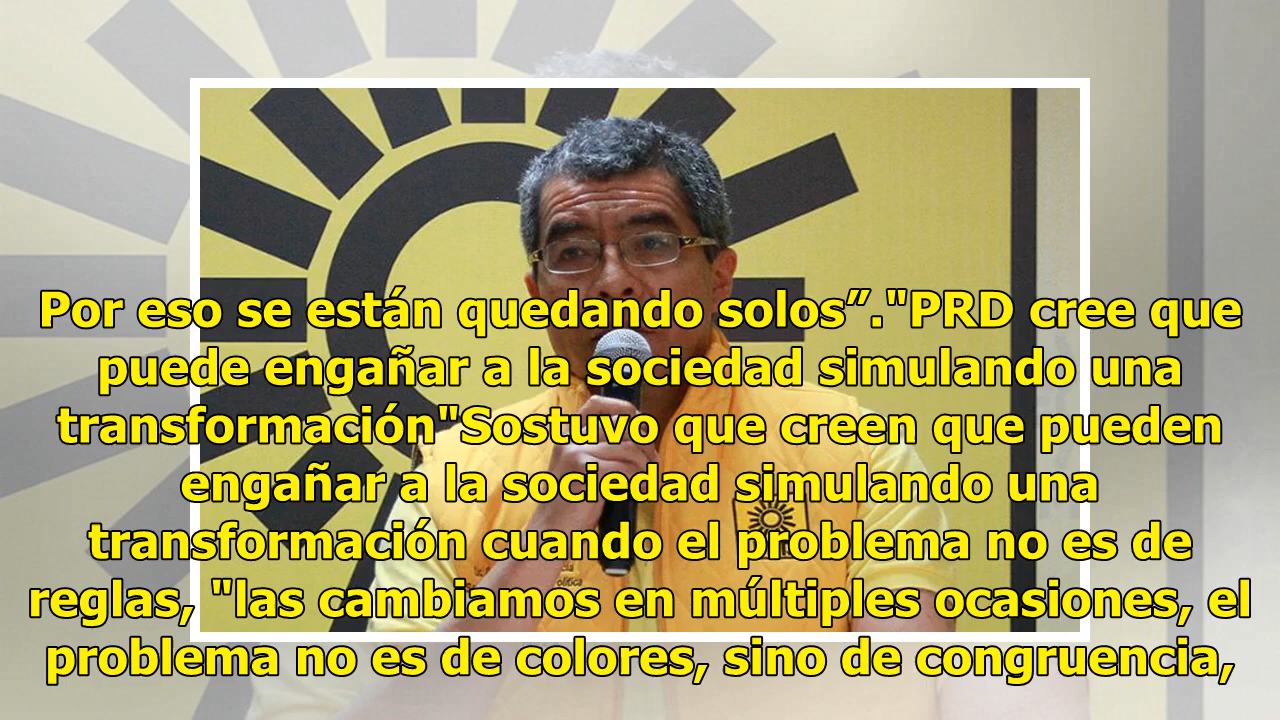 Por eso se están quedando solos”."PRD cree que
puede engañar a la sociedad simulando una
transformación"Sostuvo que creen que pueden
engañar a la sociedad simulando una
transformación cuando el problema no es de
reglas, "las cambiamos en múltiples ocasiones, el
problema no es de colores, sino de congruencia,